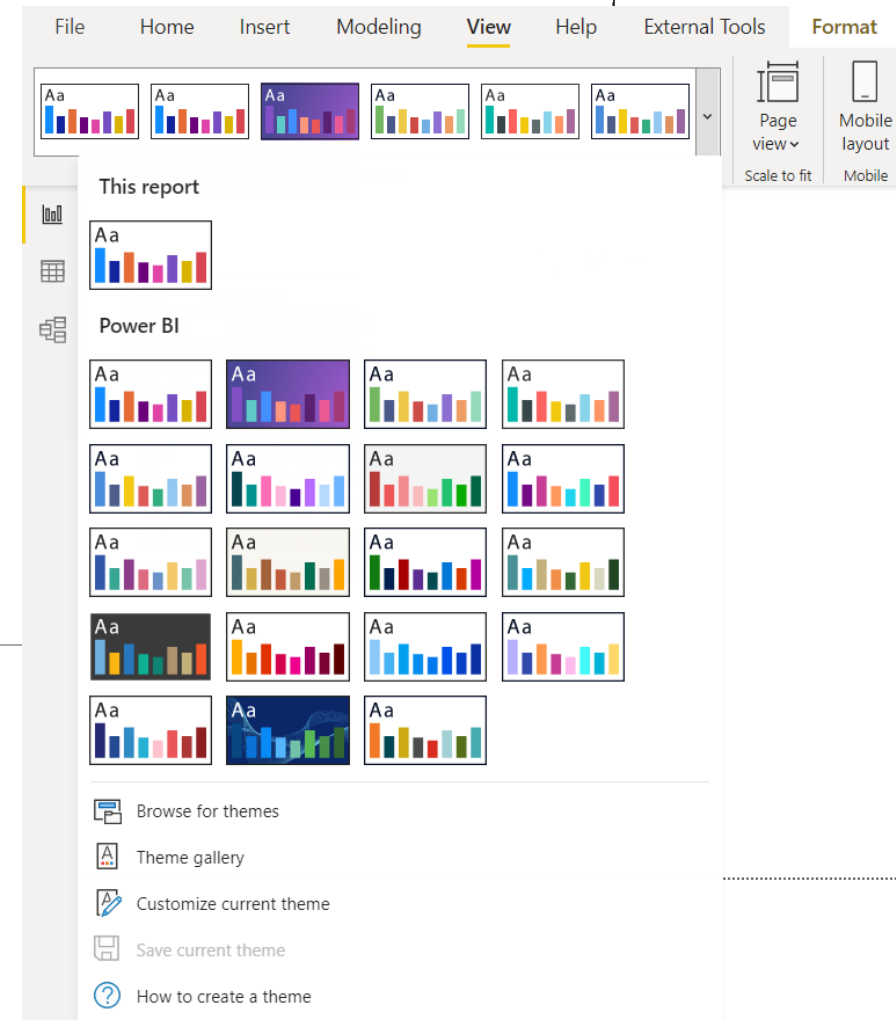 File Home Insert Modeling View Help External Tools Format
Aa Aa Aa Aa Aa Aa
Page view
Mobile layout
Scale to fit
Mobile
This report
Aa
Power BI
Aa Aa Aa Aa
Aa Aa Aa Aa
Aa Aa Aa Aa
Aa Aa Aa Aa
Aa Aa Aa
Browse for themes
Theme gallery
Customize current theme
Save current theme
How to create a theme